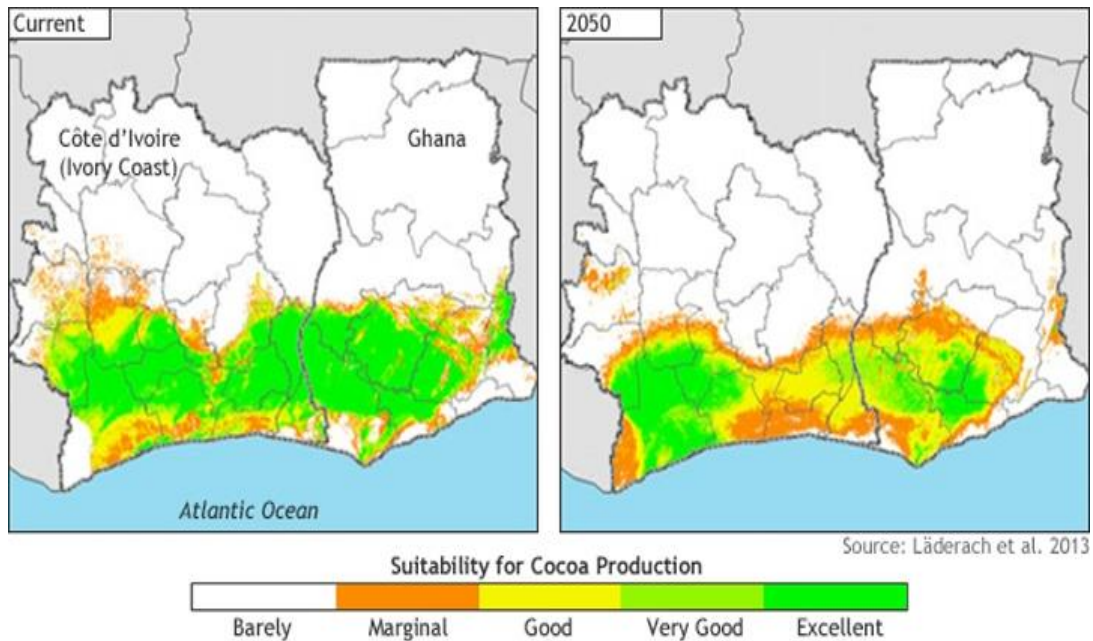 Current
2050
Côte d'Ivoire
(Ivory Coast)
Ghana
Atlantic Ocean
Source: Läderach et al. 2013
Suitability for Cocoa Production
Barely Marginal Good Very Good Excellent